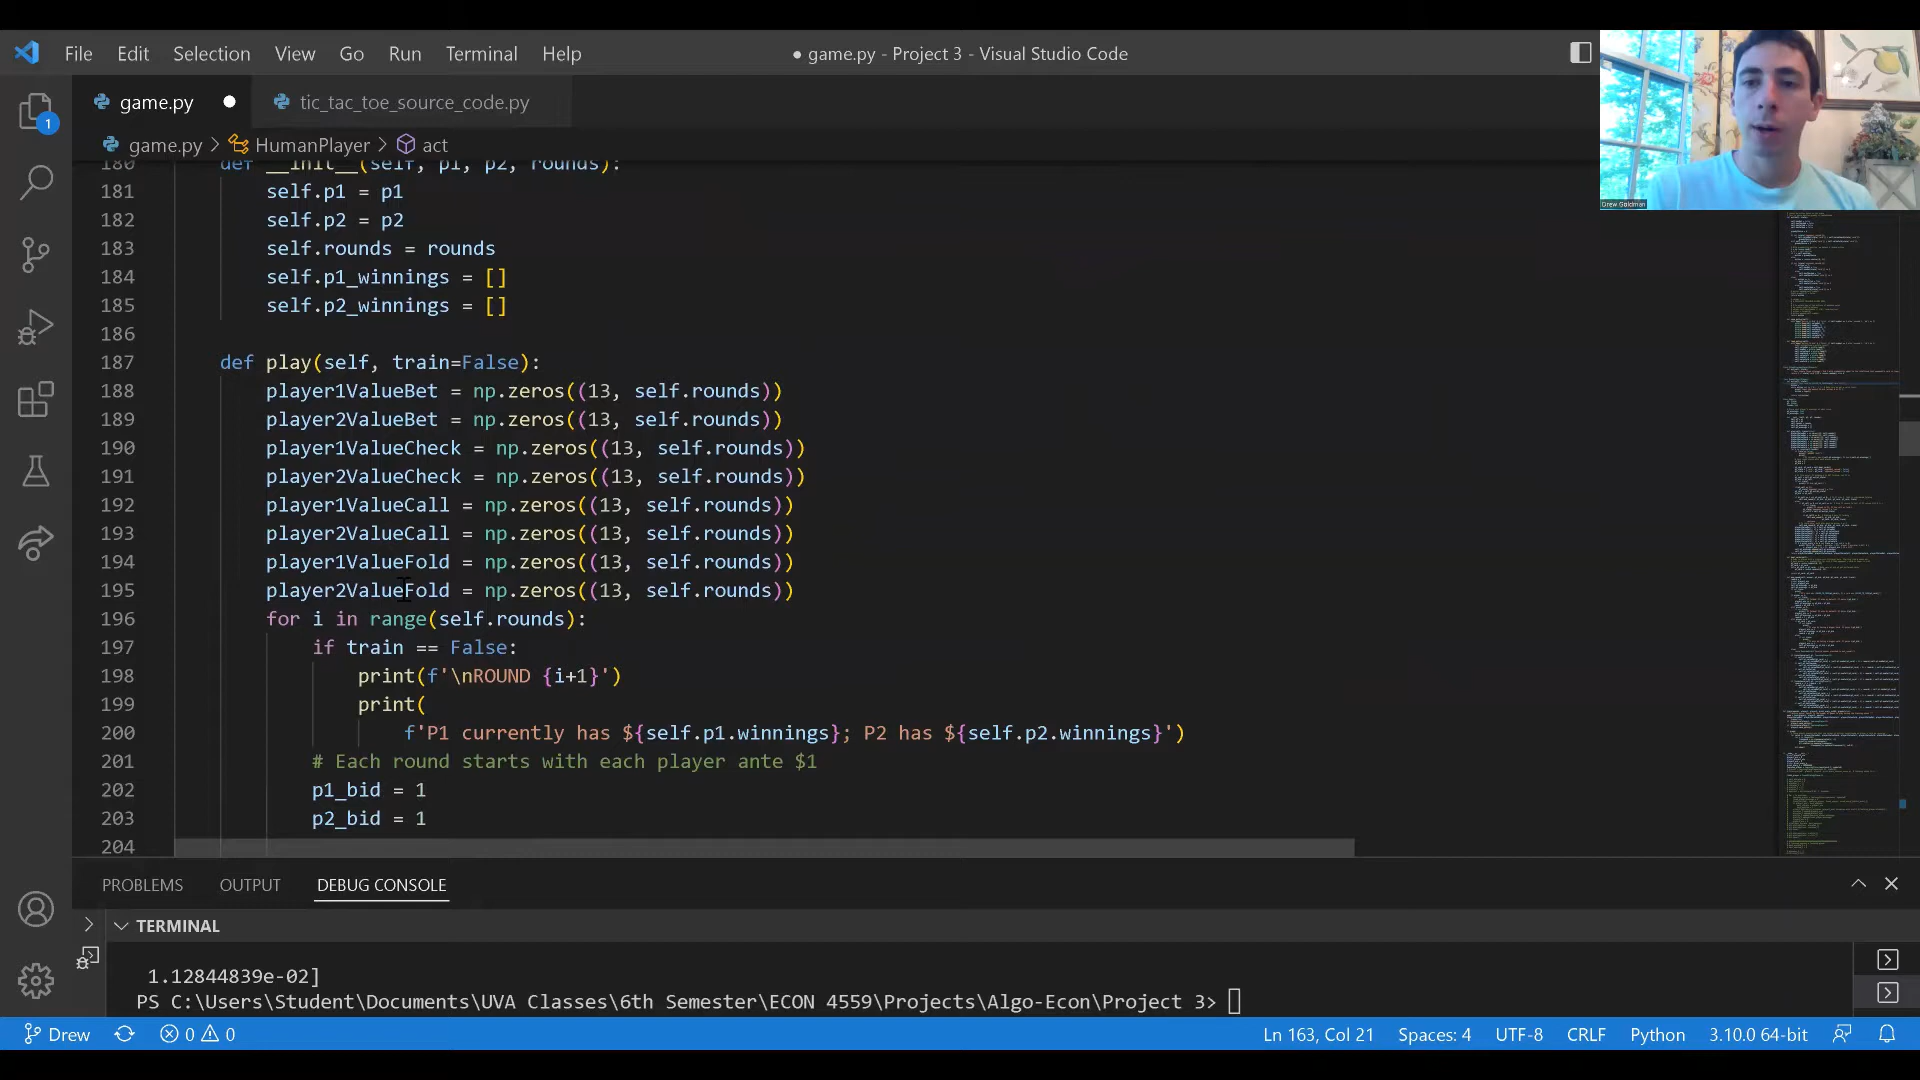 File Edit Selection View Go Run Terminal Help
● game.py - Project 3 - Visual Studio Code
game.py
tic_tac_toe_source_code.py
game.py > HumanPlayer > act
Drew Goldman
1
180 def __init__(self, p1, p2, rounds):
181 self.p1 = p1
182 self.p2 = p2
183 self.rounds = rounds
184 self.p1_winnings = []
185 self.p2_winnings = []
186
187 def play(self, train=False):
188 player1ValueBet = np.zeros((13, self.rounds))
189 player2ValueBet = np.zeros((13, self.rounds))
190 player1ValueCheck = np.zeros((13, self.rounds))
191 player2ValueCheck = np.zeros((13, self.rounds))
192 player1ValueCall = np.zeros((13, self.rounds))
193 player2ValueCall = np.zeros((13, self.rounds))
194 player1ValueFold = np.zeros((13, self.rounds))
195 player2ValueFold = np.zeros((13, self.rounds))
196 for i in range(self.rounds):
197 if train == False:
198 print(f'\nROUND {i+1}')
199 print(
200 f'P1 currently has ${self.p1.winnings}; P2 has ${self.p2.winnings}')
201 # Each round starts with each player ante $1
202 p1_bid = 1
203 p2_bid = 1
204
PROBLEMS OUTPUT DEBUG CONSOLE
TERMINAL
1.12844839e-02]
PS C:\Users\Student\Documents\UVA Classes\6th Semester\ECON 4559\Projects\Algo-Econ\Project 3>
Drew 0 0 Ln 163, Col 21 Spaces: 4 UTF-8 CRLF Python 3.10.0 64-bit